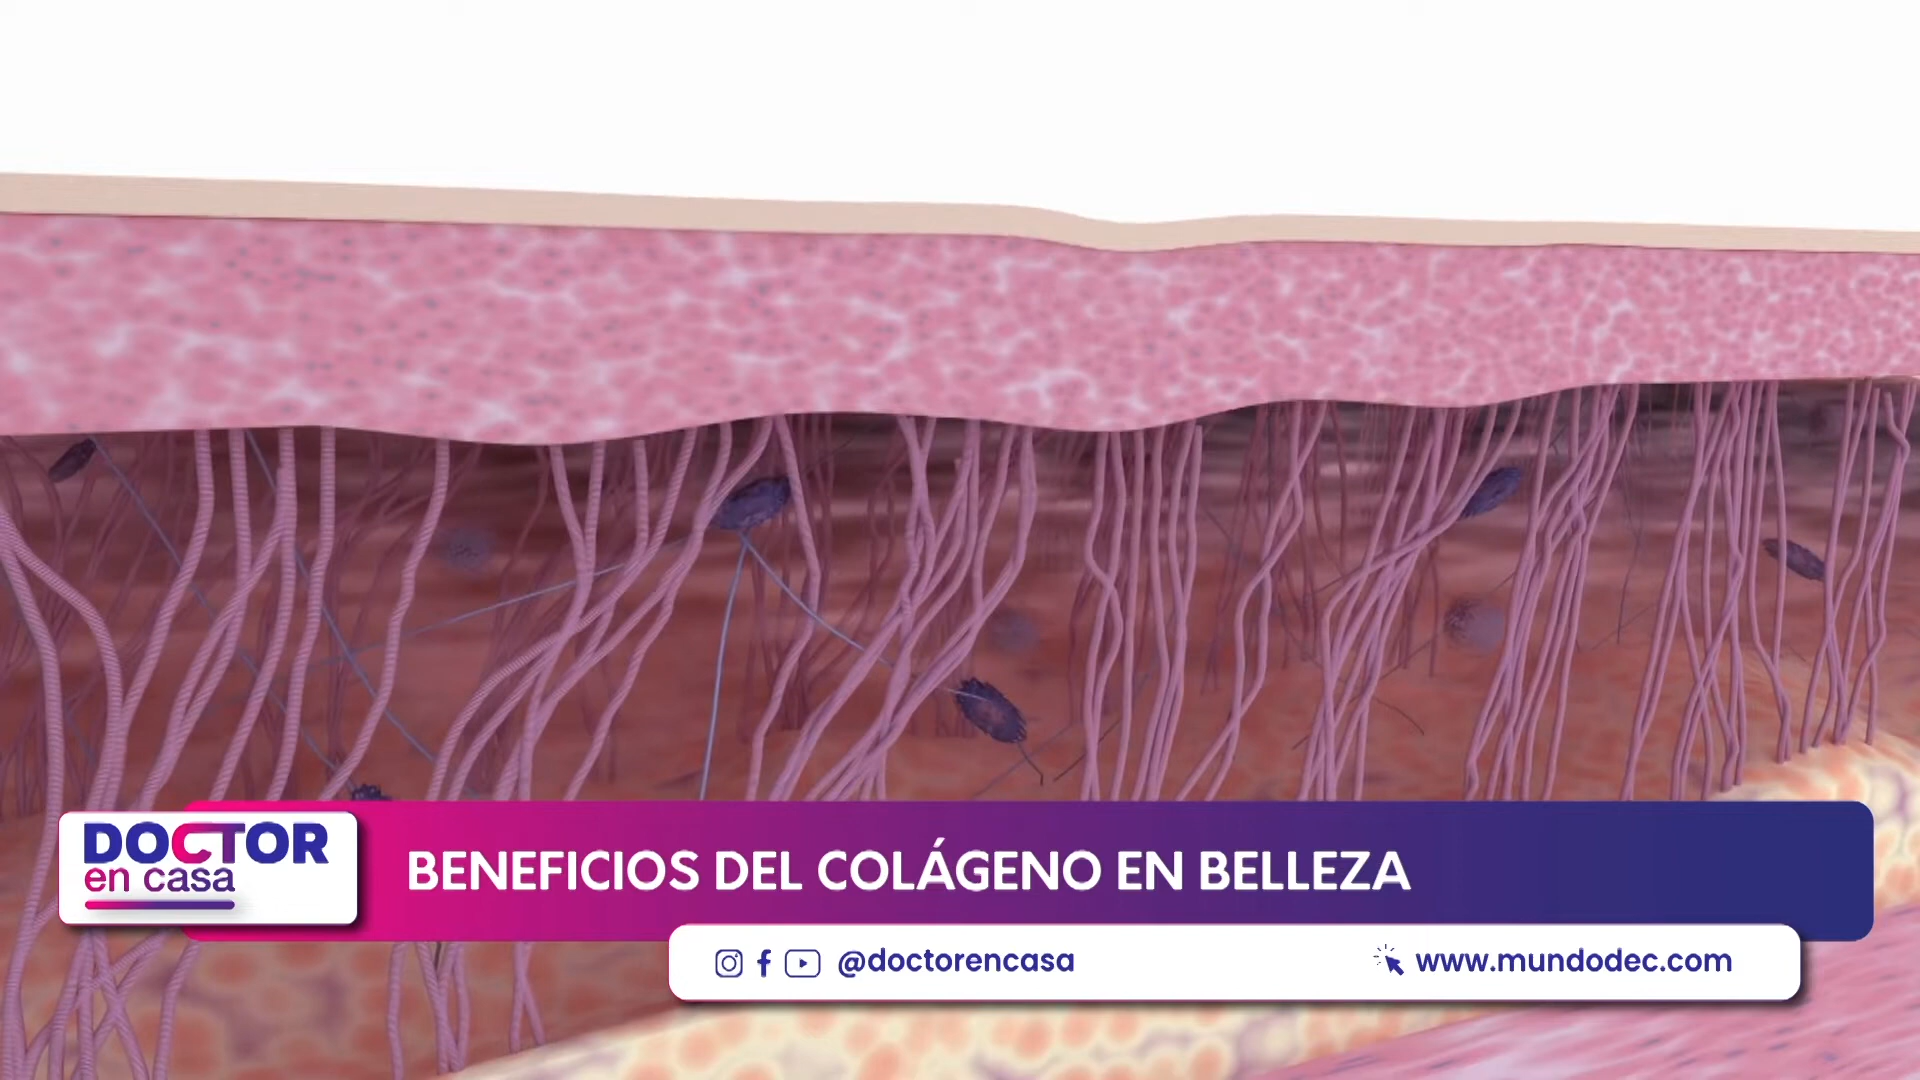 DOCTOR
en casa
BENEFICIOS DEL COLÁGENO EN BELLEZA
@doctorencasa
www.mundodec.com